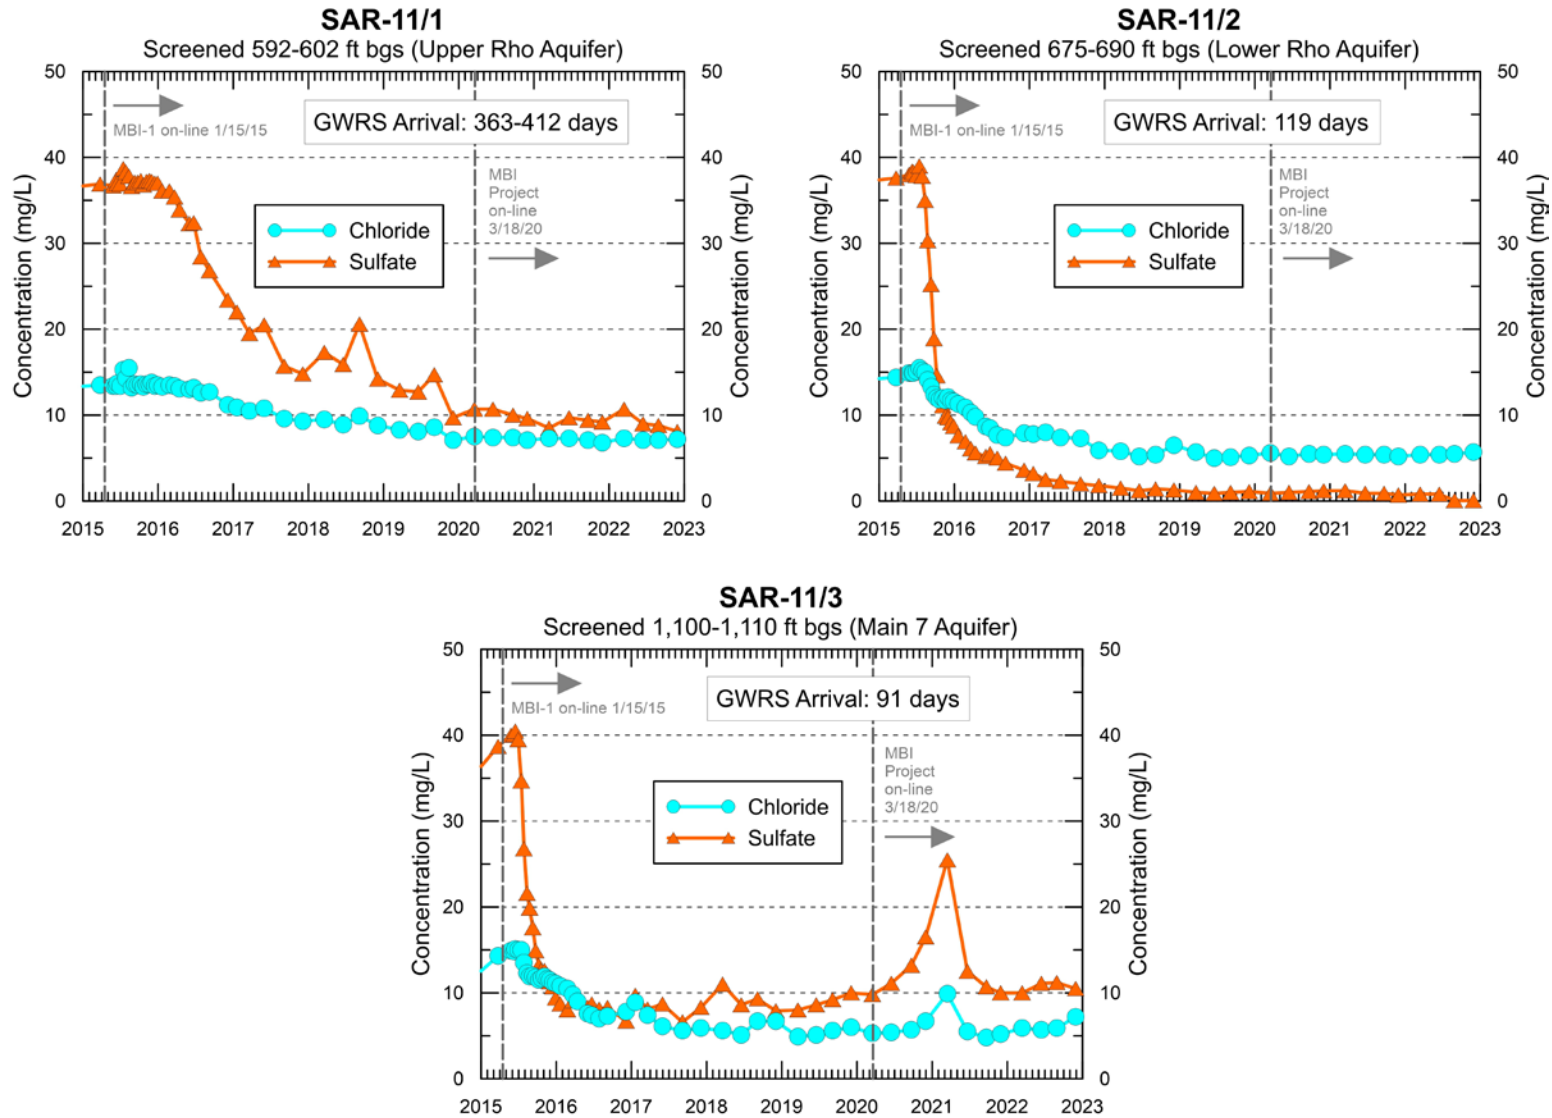 SAR-11/1
Screened 592-602 ft bgs (Upper Rho Aquifer)
50 50
MBI-1 on-line 1/15/15
GWRS Arrival: 363-412 days
40 40
MBI
Project
on-line
3/18/20
30 30
Chloride
Sulfate
20 20
10 10
0 0
Concentration (mg/L)
Concentration (mg/L)
2015 2016 2017 2018 2019 2020 2021 2022 2023
SAR-11/2
Screened 675-690 ft bgs (Lower Rho Aquifer)
50 50
MBI-1 on-line 1/15/15
GWRS Arrival: 119 days
40 40
MBI
Project
on-line
3/18/20
30 30
Chloride
Sulfate
20 20
10 10
0 0
Concentration (mg/L)
Concentration (mg/L)
2015 2016 2017 2018 2019 2020 2021 2022 2023
SAR-11/3
Screened 1,100-1,110 ft bgs (Main 7 Aquifer)
50 50
MBI-1 on-line 1/15/15
GWRS Arrival: 91 days
40 40
MBI
Project
on-line
3/18/20
30 30
Chloride
Sulfate
20 20
10 10
0 0
Concentration (mg/L)
Concentration (mg/L)
2015 2016 2017 2018 2019 2020 2021 2022 2023